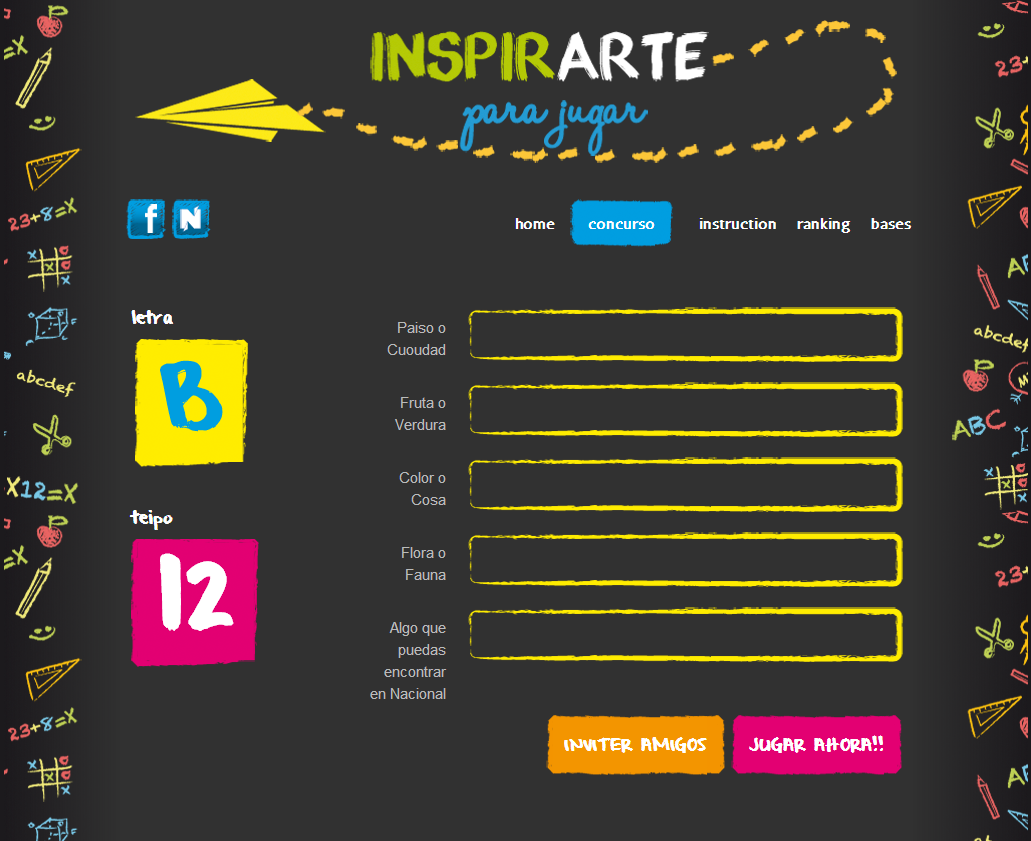 INSPIRARTE
para jugar
f N
home concurso instruction ranking bases
letra
B
teipo
12
Paiso o
Cuoudad
Fruta o
Verdura
Color o
Cosa
Flora o
Fauna
Algo que
puedas
encontrar
en Nacional
INVITER AMIGOS JUGAR AHORA!!
=X
23+8=X
abcdef
X12=X
=X
23+8=X
23+
AB
abcdef
ABC
23+
AB